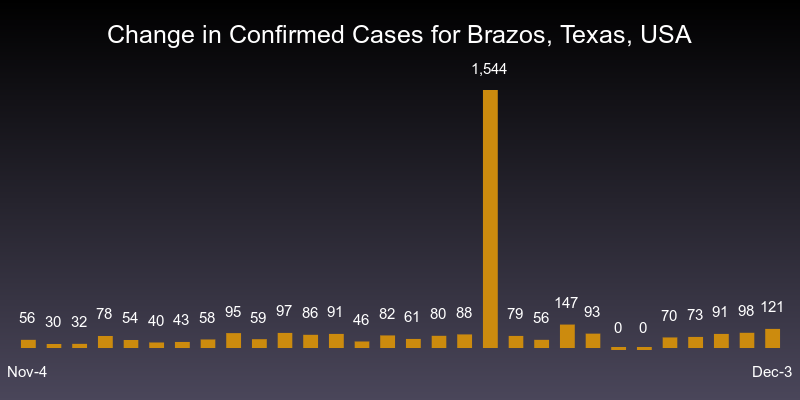 Change in Confirmed Cases for Brazos, Texas, USA
1,544
56 30 32 78 54 40 43 58 95 59 97 86 91 46 82 61 80 88 79 56 147 93 0 0 70 73 91 98 121
Nov-4 Dec-3